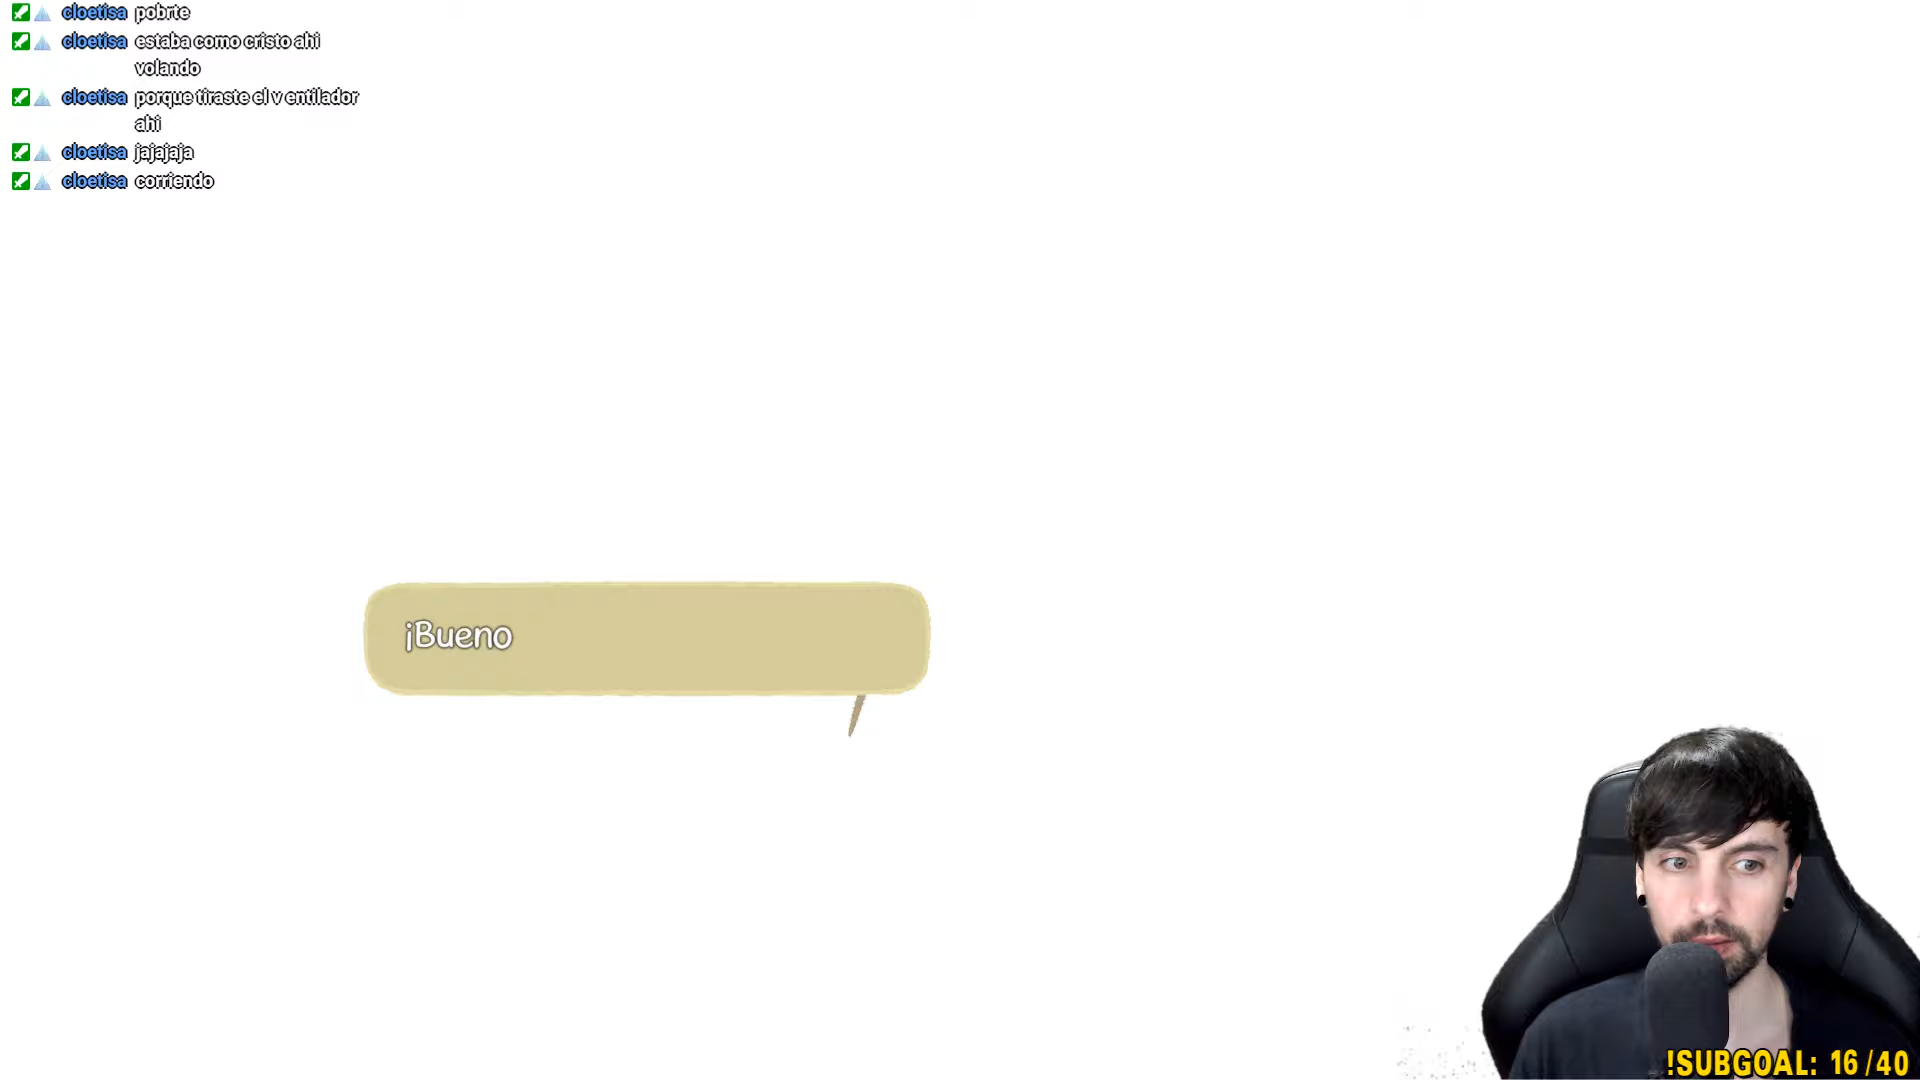 cloetisa pobrte
cloetisa estaba como cristo ahi
volando
cloetisa porque tiraste el v entilador
ahi
cloetisa jajajaja
cloetisa corriendo
¡Bueno
!SUBGOAL: 16/40